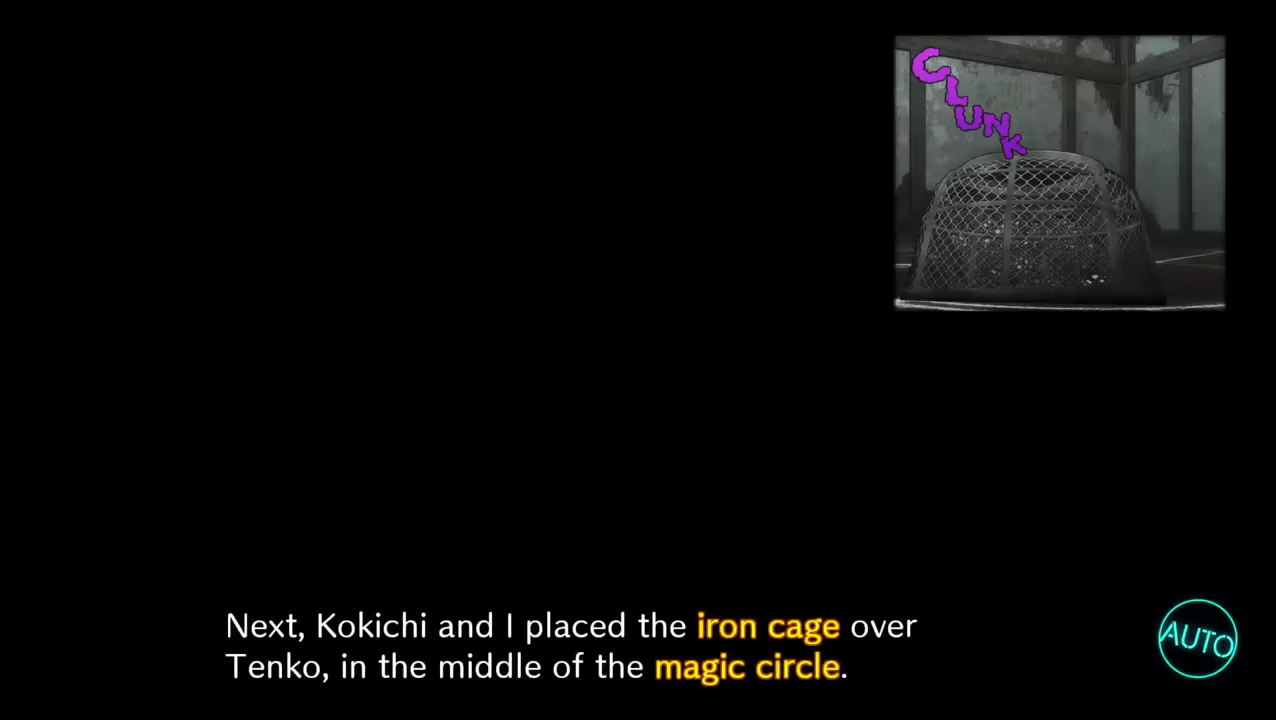 CLUNK
Next, Kokichi and I placed the iron cage over
Tenko, in the middle of the magic circle.
AUTO